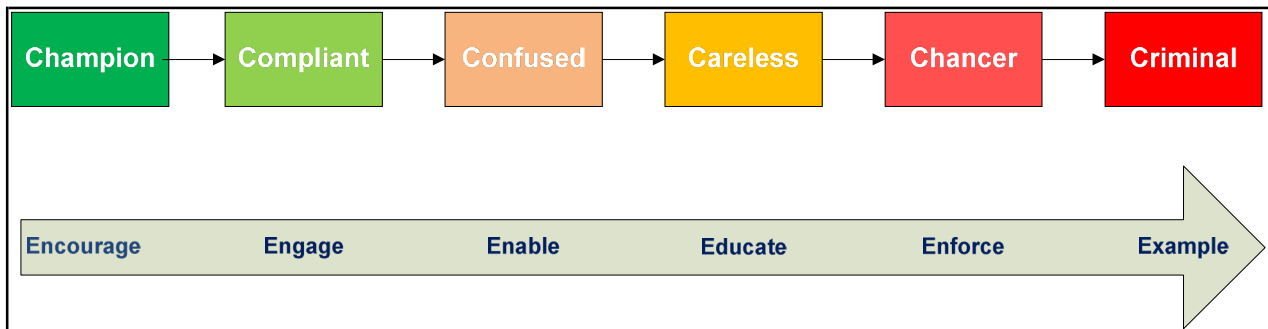 Champion Compliant Confused Careless Chancer Criminal
Encourage Engage Enable Educate Enforce Example